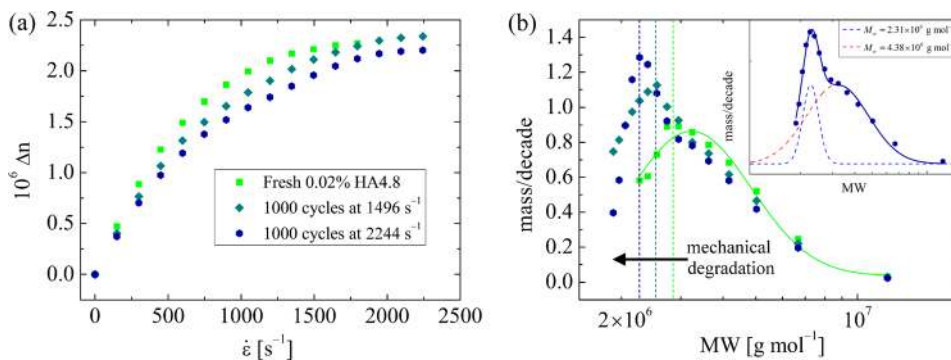 (a)
2.5
2.0
1.5
1.0
0.5
0.0
10⁶ Δn
Fresh 0.02% HA4.8
1000 cycles at 1496 s⁻¹
1000 cycles at 2244 s⁻¹
0 500 1000 1500 2000 2500
ε̇ [s⁻¹]
(b)
1.4
1.2
1.0
0.8
0.6
0.4
0.2
0.0
mass/decade
mechanical
degradation
2×10⁶ 10⁷
MW [g mol⁻¹]
mass/decade
MW